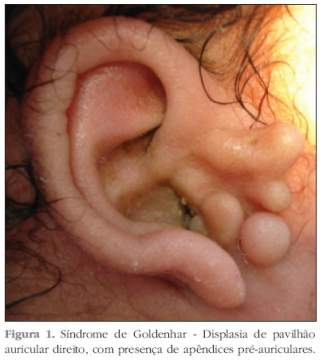 Figura 1. Síndrome de Goldenhar - Displasia de pavilhão
auricular direito, com presença de apêndices pré-auriculares.